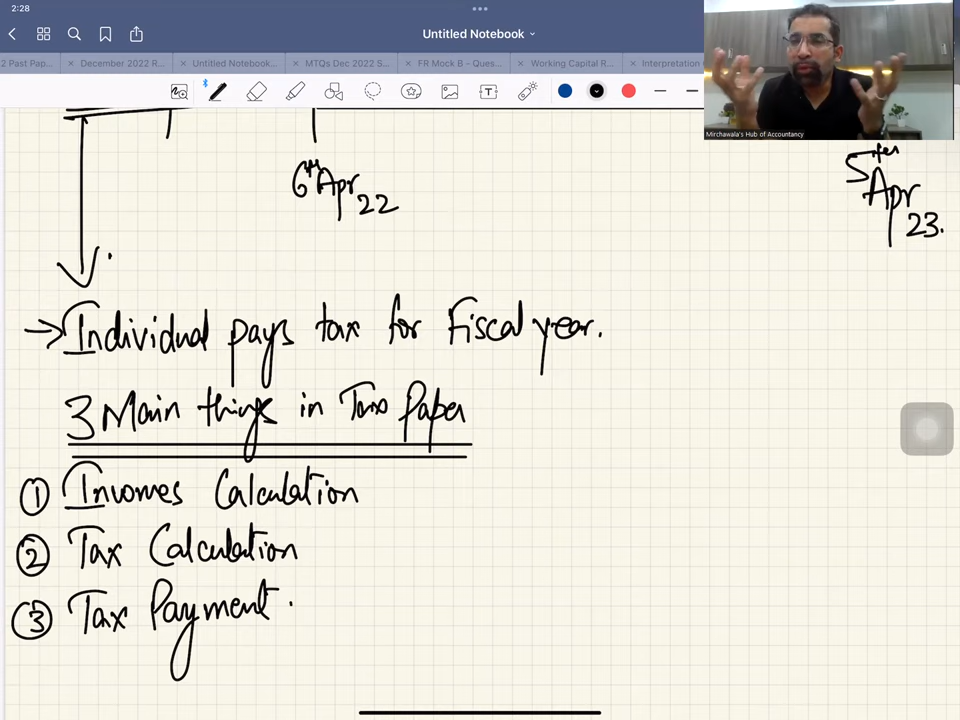 2:28
Untitled Notebook
2 Past Pap...
December 2022 R...
Untitled Notebook...
MTQs Dec 2022 S...
FR Mock B - Ques...
Working Capital R...
Interpretation
Mirchawala's Hub of Accountancy
6th Apr 22
5th Apr 23.
→ Individual pays tax for Fiscal year.
3 Main things in Tax Paper
① Incomes Calculation
② Tax Calculation
③ Tax Payment.